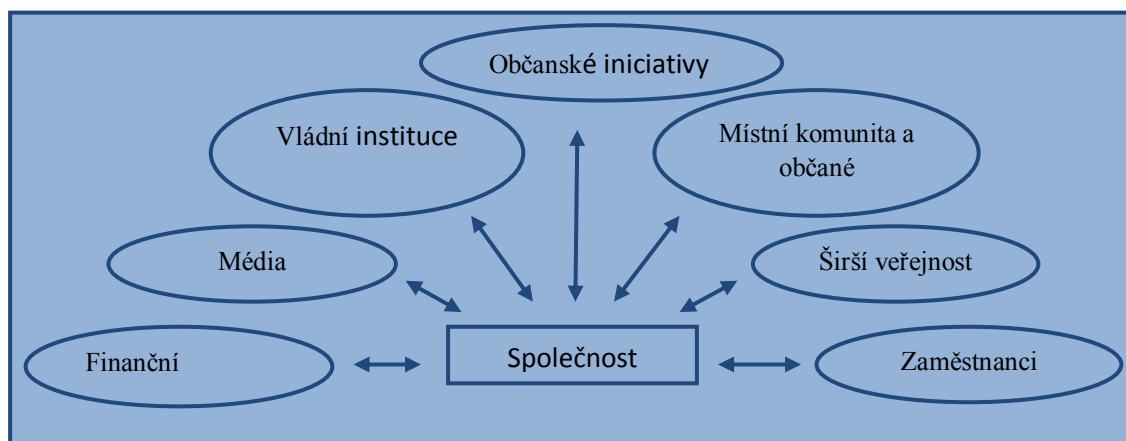 Občanské iniciativy
Vládní instituce
Místní komunita a
občané
Média
Širší veřejnost
Finanční
Společnost
Zaměstnanci